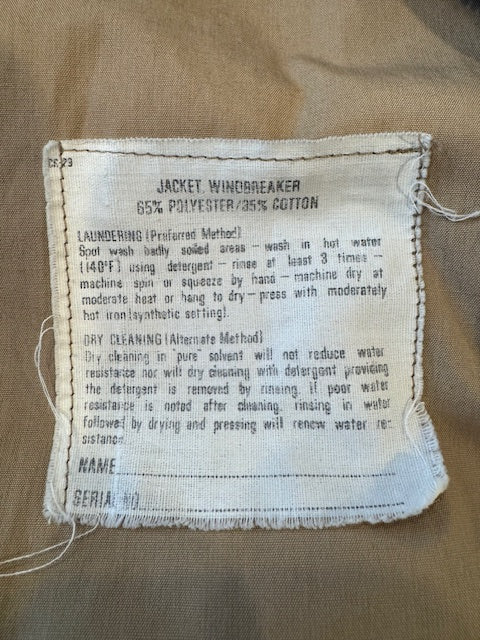 CS-29
JACKET, WINDBREAKER
65% POLYESTER/35% COTTON
LAUNDERING (Preferred Method)
Spot wash badly soiled areas — wash in hot water
(140°F) using detergent — rinse at least 3 times —
machine spin or squeeze by hand — machine dry at
moderate heat or hang to dry — press with moderately
hot iron (synthetic setting).
DRY CLEANING (Alternate Method)
Dry cleaning in "pure" solvent will not reduce water
resistance nor will dry cleaning with detergent providing
the detergent is removed by rinsing. If poor water
resistance is noted after cleaning, rinsing in water
followed by drying and pressing will renew water re-
sistance.
NAME
SERIAL NO